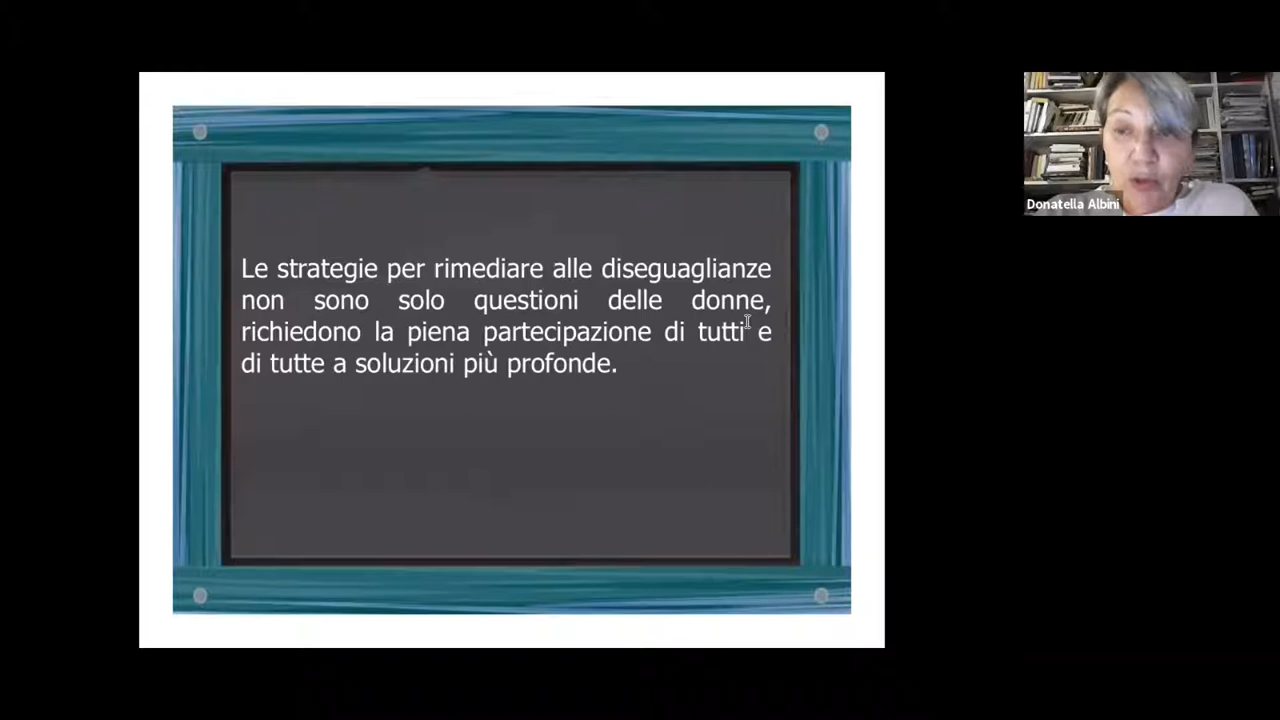 Le strategie per rimediare alle diseguaglianze
non sono solo questioni delle donne,
richiedono la piena partecipazione di tutti e
di tutte a soluzioni più profonde.
Donatella Albini